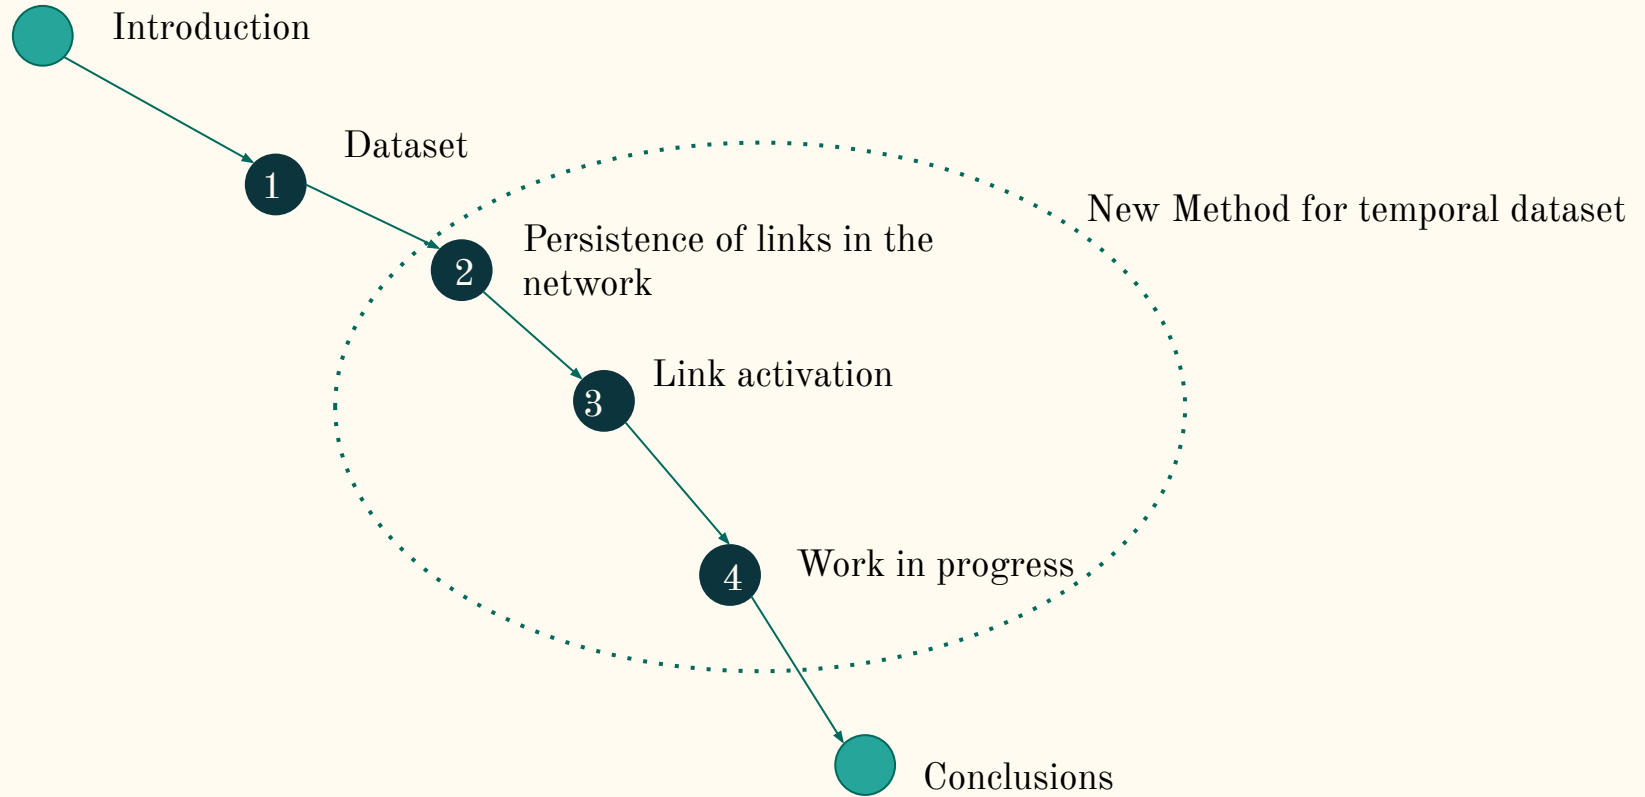 Introduction
Dataset
1
New Method for temporal dataset
Persistence of links in the
network
2
Link activation
3
Work in progress
4
Conclusions